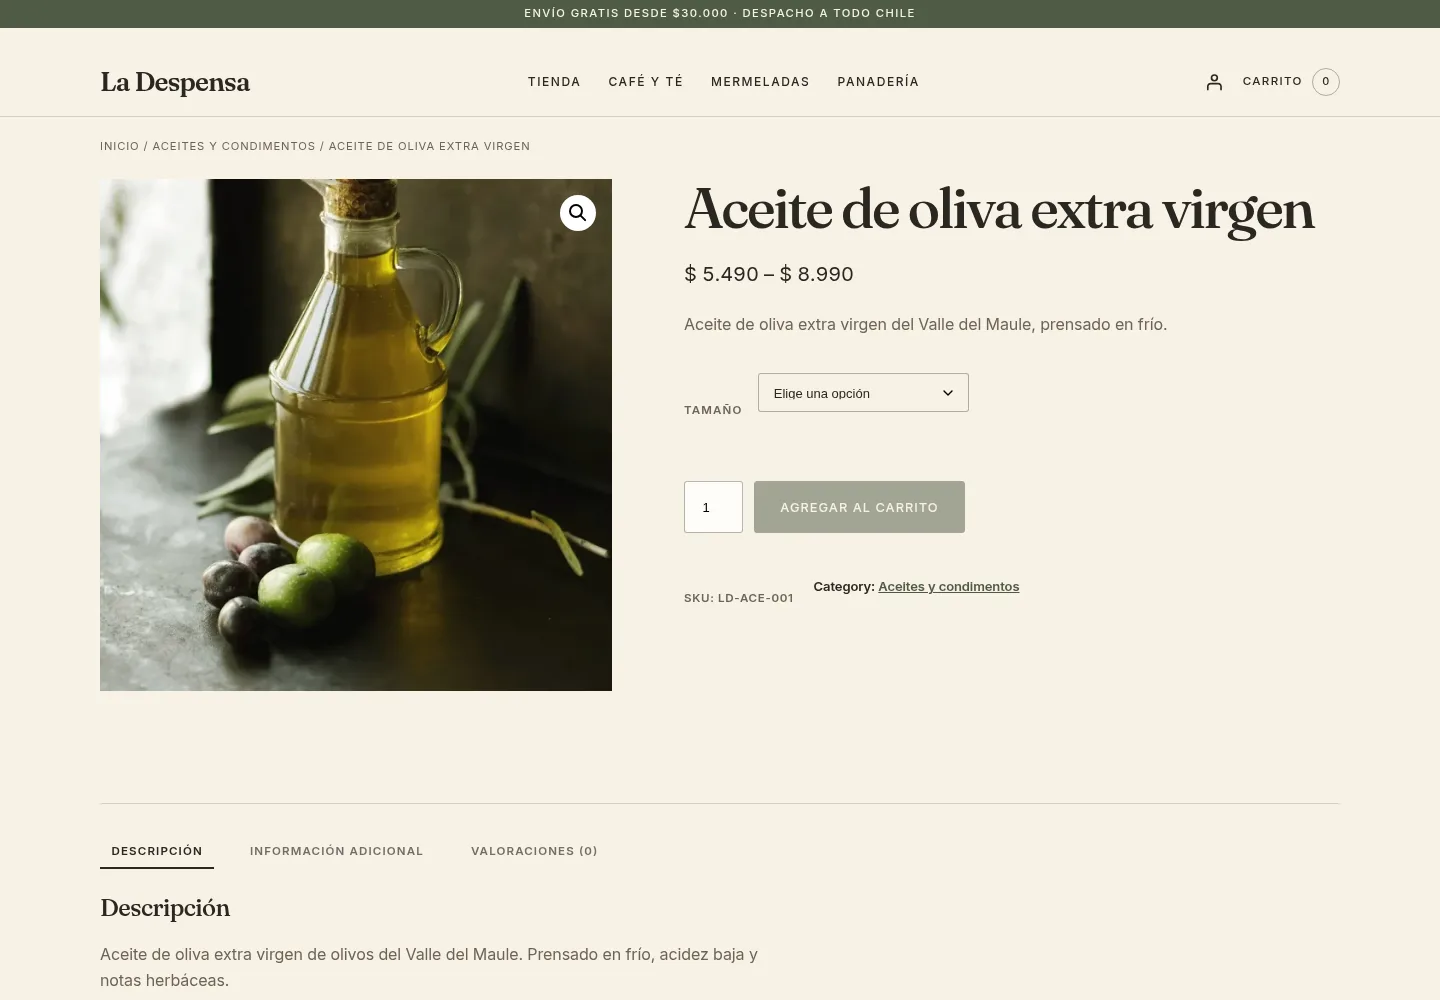 ENVÍO GRATIS DESDE $30.000 · DESPACHO A TODO CHILE
La Despensa
TIENDA CAFÉ Y TÉ MERMELADAS PANADERÍA
CARRITO 0
INICIO / ACEITES Y CONDIMENTOS / ACEITE DE OLIVA EXTRA VIRGEN
Aceite de oliva extra virgen
$ 5.490 – $ 8.990
Aceite de oliva extra virgen del Valle del Maule, prensado en frío.
TAMAÑO Elige una opción
1 AGREGAR AL CARRITO
SKU: LD-ACE-001 Category: Aceites y condimentos
DESCRIPCIÓN INFORMACIÓN ADICIONAL VALORACIONES (0)
Descripción
Aceite de oliva extra virgen de olivos del Valle del Maule. Prensado en frío, acidez baja y
notas herbáceas.